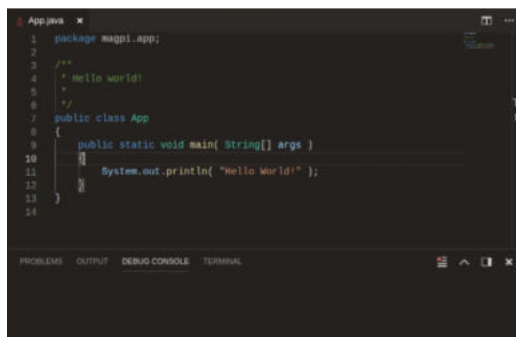 App.java
1 package magpi.app;
2
3 /**
4 * Hello world!
5 *
6 */
7 public class App
8 {
9 public static void main( String[] args )
10 {
11 System.out.println( "Hello World!" );
12 }
13 }
14
PROBLEMS OUTPUT DEBUG CONSOLE TERMINAL